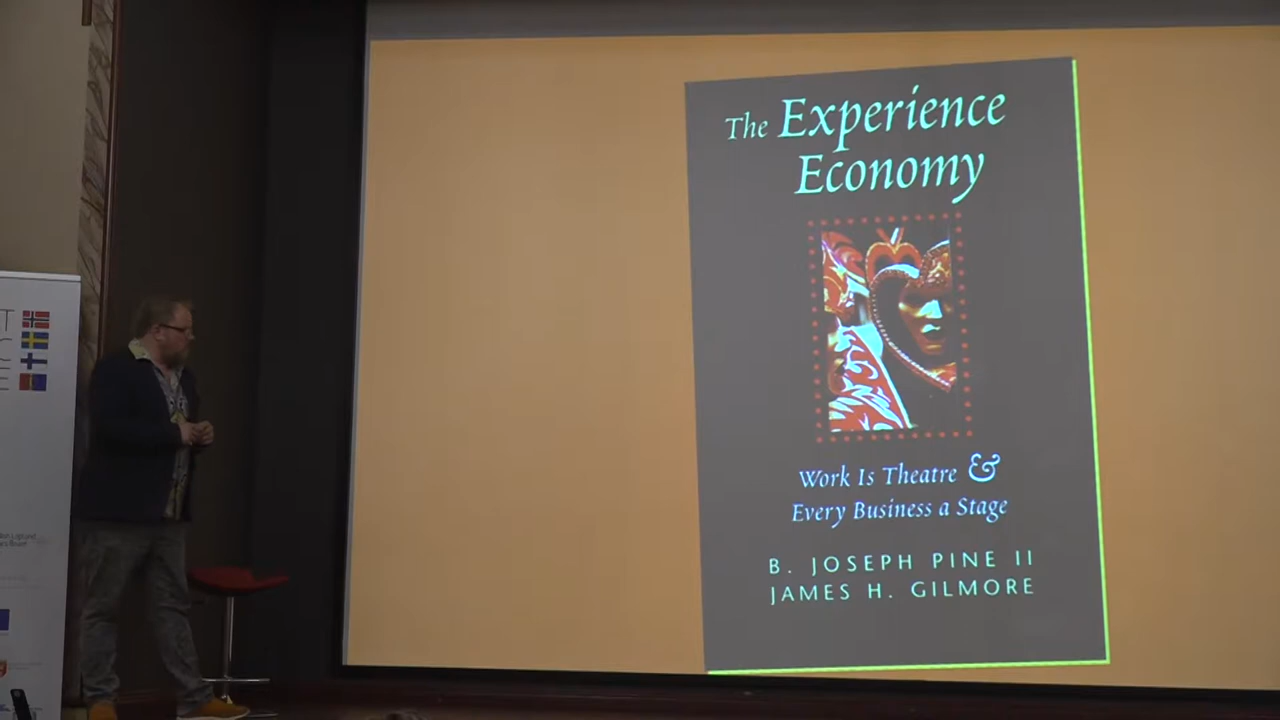 The Experience
Economy
Work Is Theatre &
Every Business a Stage
B. JOSEPH PINE II
JAMES H. GILMORE
T
C
E